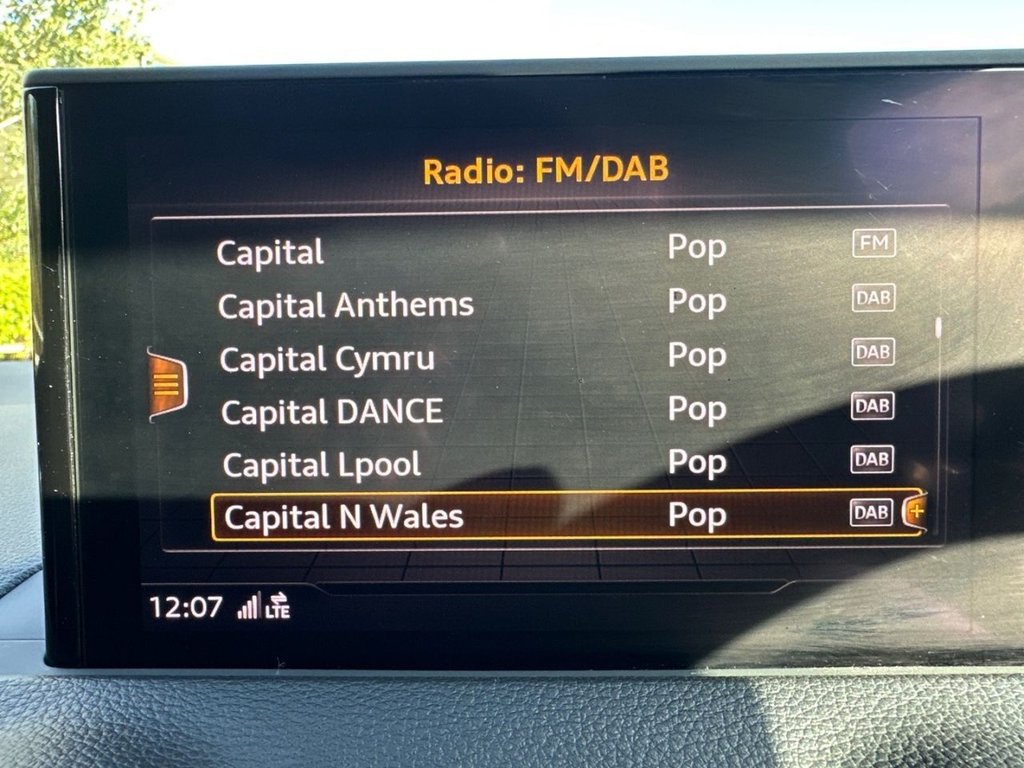 Radio: FM/DAB
Capital Pop FM
Capital Anthems Pop DAB
Capital Cymru Pop DAB
Capital DANCE Pop DAB
Capital Lpool Pop DAB
Capital N Wales Pop DAB +
12:07 LTE